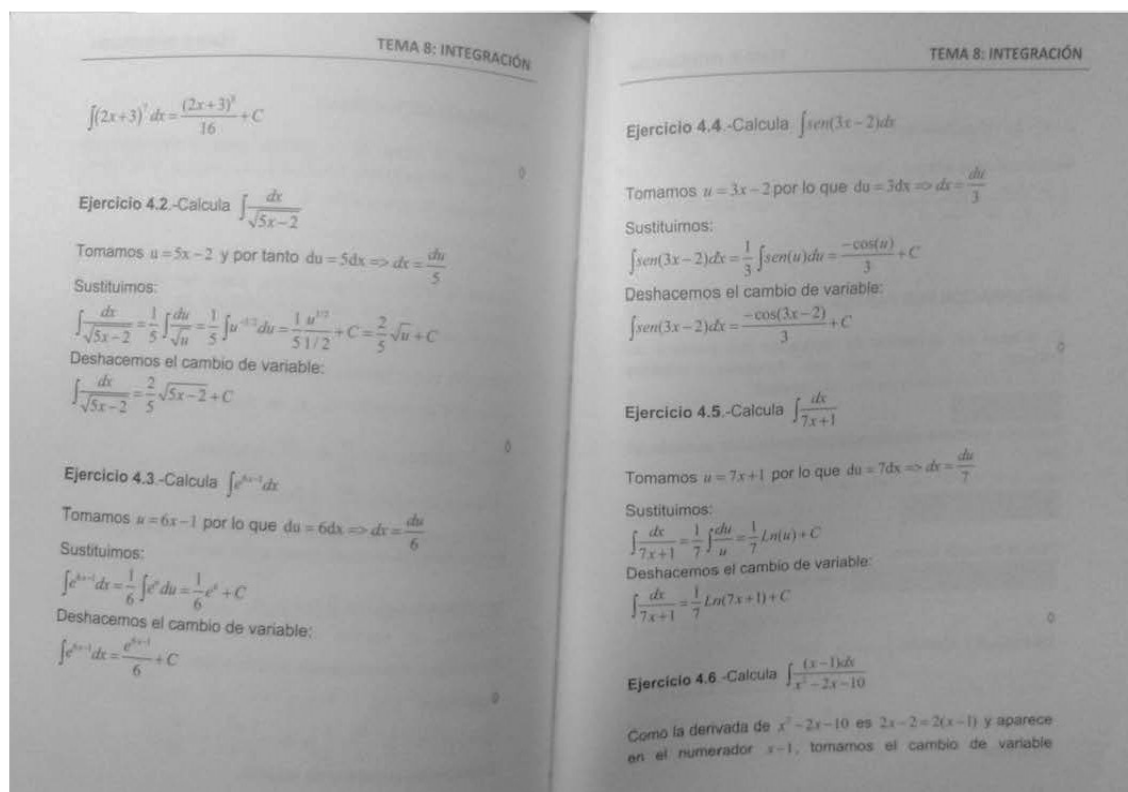 TEMA 8: INTEGRACIÓN
∫(2x+3)⁷ dx = (2x+3)⁸/16 + C
◊
Ejercicio 4.2.-Calcula ∫ dx/√(5x−2)
Tomamos u = 5x − 2 y por tanto du = 5dx => dx = du/5
Sustituimos:
∫ dx/√(5x−2) = 1/5 ∫ du/√u = 1/5 ∫ u^(−1/2) du = 1/5 u^(1/2)/(1/2) + C = 2/5 √u + C
Deshacemos el cambio de variable:
∫ dx/√(5x−2) = 2/5 √(5x−2) + C
◊
Ejercicio 4.3.-Calcula ∫ e^(6x−1) dx
Tomamos u = 6x − 1 por lo que du = 6dx => dx = du/6
Sustituimos:
∫ e^(6x−1) dx = 1/6 ∫ e^u du = 1/6 e^u + C
Deshacemos el cambio de variable:
∫ e^(6x−1) dx = e^(6x−1)/6 + C
◊
TEMA 8: INTEGRACIÓN
Ejercicio 4.4.-Calcula ∫ sen(3x − 2)dx
Tomamos u = 3x − 2 por lo que du = 3dx => dx = du/3
Sustituimos:
∫ sen(3x − 2)dx = 1/3 ∫ sen(u)du = −cos(u)/3 + C
Deshacemos el cambio de variable:
∫ sen(3x − 2)dx = −cos(3x − 2)/3 + C
◊
Ejercicio 4.5.-Calcula ∫ dx/(7x+1)
Tomamos u = 7x + 1 por lo que du = 7dx => dx = du/7
Sustituimos:
∫ dx/(7x+1) = 1/7 ∫ du/u = 1/7 Ln(u) + C
Deshacemos el cambio de variable:
∫ dx/(7x+1) = 1/7 Ln(7x + 1) + C
◊
Ejercicio 4.6.-Calcula ∫ (x−1)dx/(x²−2x−10)
Como la derivada de x² − 2x − 10 es 2x − 2 = 2(x − 1) y aparece
en el numerador x − 1, tomamos el cambio de variable